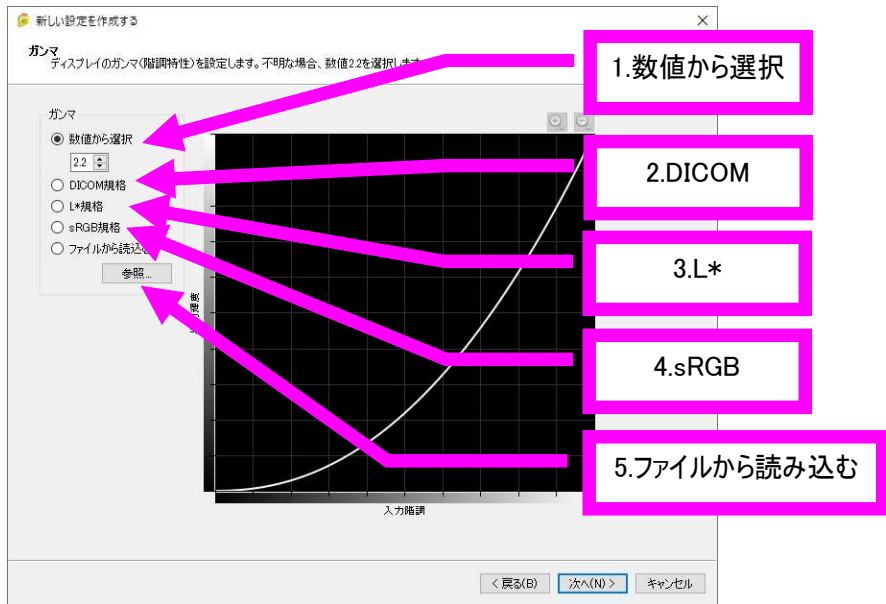 新しい設定を作成する
ガンマ
ディスプレイのガンマ(階調特性)を設定します。不明な場合、数値2.2を選択します
1.数値から選択
ガンマ
数値から選択
2.2
DICOM規格
2.DICOM
L*規格
sRGB規格
ファイルから読込む
参照...
3.L*
4.sRGB
5.ファイルから読み込む
入力階調
< 戻る(B)
次へ(N) >
キャンセル